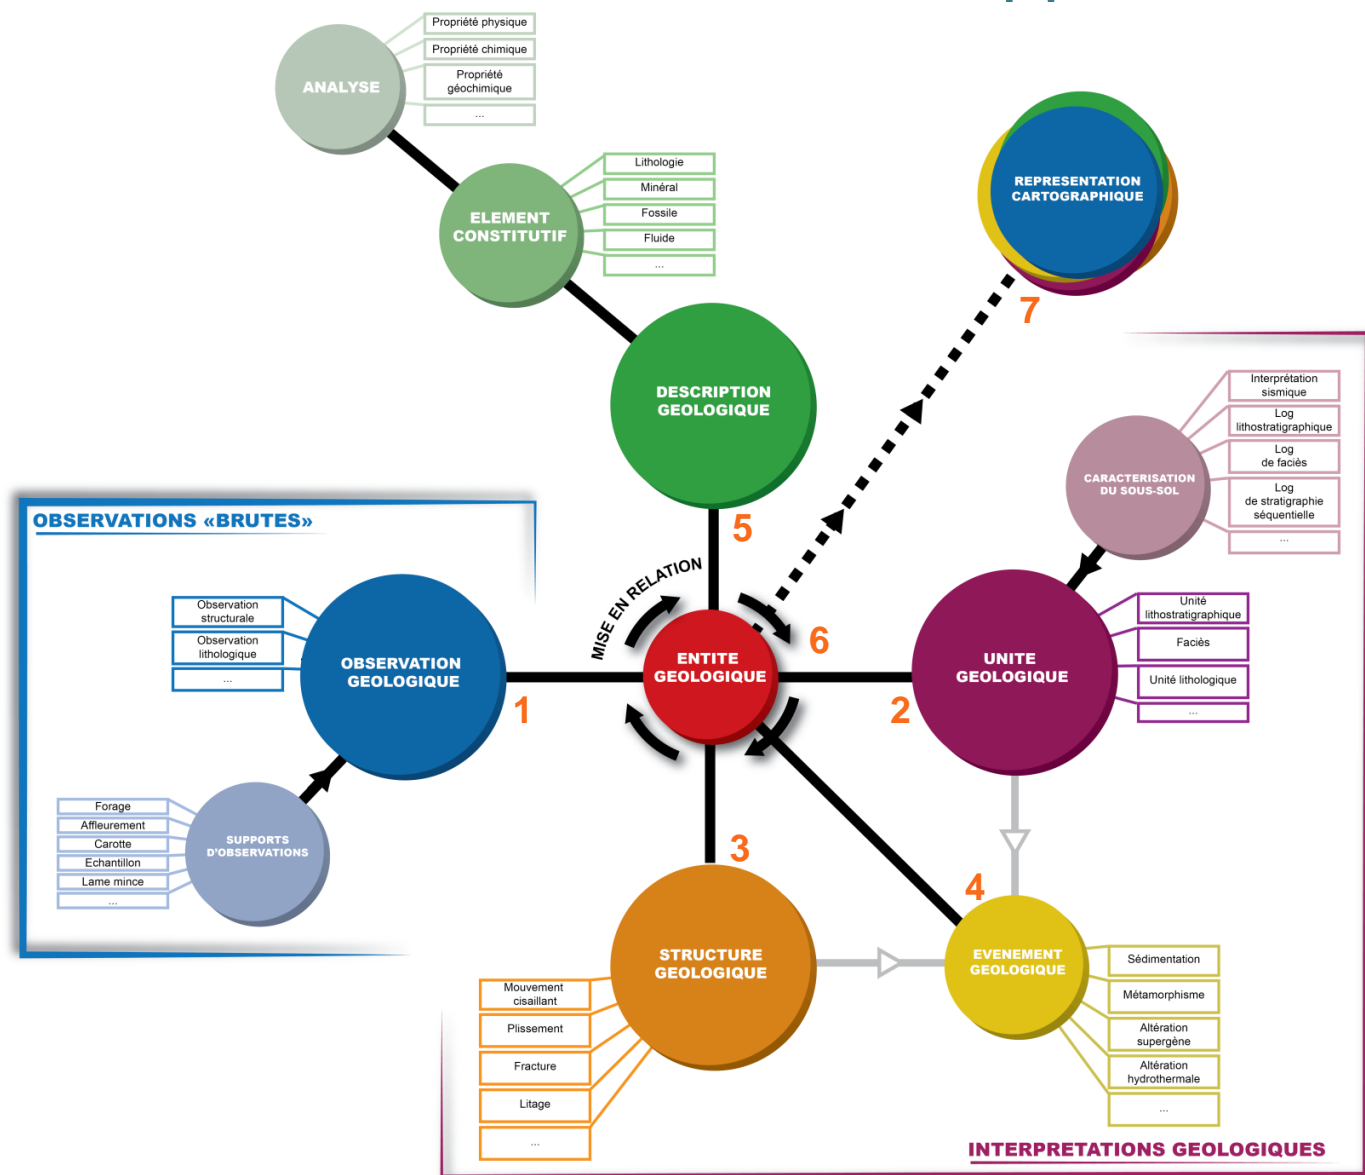 Propriété physique
Propriété chimique
Propriété
géochimique
...
ANALYSE
Lithologie
Minéral
Fossile
Fluide
...
ELEMENT
CONSTITUTIF
REPRESENTATION
CARTOGRAPHIQUE
7
DESCRIPTION
GEOLOGIQUE
5
Interprétation
sismique
Log
lithostratigraphique
Log
de faciès
Log
de stratigraphie
séquentielle
...
CARACTERISATION
DU SOUS-SOL
OBSERVATIONS «BRUTES»
Observation
structurale
Observation
lithologique
...
OBSERVATION
GEOLOGIQUE
1
MISE EN RELATION
ENTITE
GEOLOGIQUE
6
2
UNITE
GEOLOGIQUE
Unité
lithostratigraphique
Faciès
Unité lithologique
...
Forage
Affleurement
Carotte
Echantillon
Lame mince
...
SUPPORTS
D'OBSERVATIONS
3
STRUCTURE
GEOLOGIQUE
Mouvement
cisaillant
Plissement
Fracture
Litage
...
4
EVENEMENT
GEOLOGIQUE
Sédimentation
Métamorphisme
Altération
supergène
Altération
hydrothermale
...
INTERPRETATIONS GEOLOGIQUES